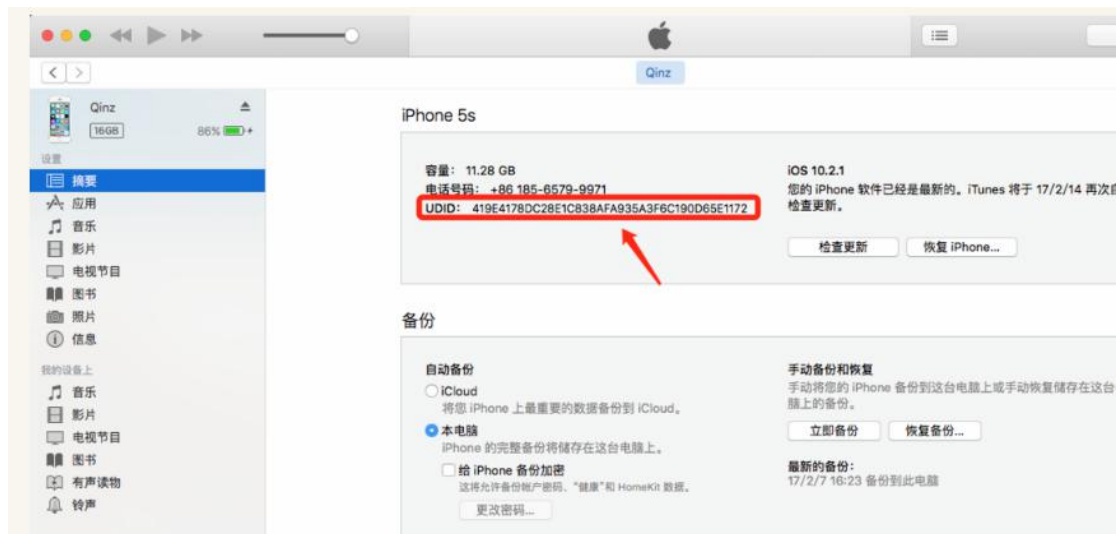 Qinz
Qinz
16GB
86%
设置
摘要
应用
音乐
影片
电视节目
图书
照片
信息
我的设备上
音乐
影片
电视节目
图书
有声读物
铃声
iPhone 5s
容量： 11.28 GB
电话号码： +86 185-6579-9971
UDID： 419E4178DC28E1C838AFA935A3F6C190D65E1172
iOS 10.2.1
您的 iPhone 软件已经是最新的。iTunes 将于 17/2/14 再次自
检查更新。
检查更新
恢复 iPhone...
备份
自动备份
iCloud
将您 iPhone 上最重要的数据备份到 iCloud。
本电脑
iPhone 的完整备份将储存在这台电脑上。
给 iPhone 备份加密
这将允许备份帐户密码、“健康”和 HomeKit 数据。
更改密码...
手动备份和恢复
手动将您的 iPhone 备份到这台电脑上或手动恢复储存在这台
脑上的备份。
立即备份
恢复备份...
最新的备份：
17/2/7 16:23 备份到此电脑